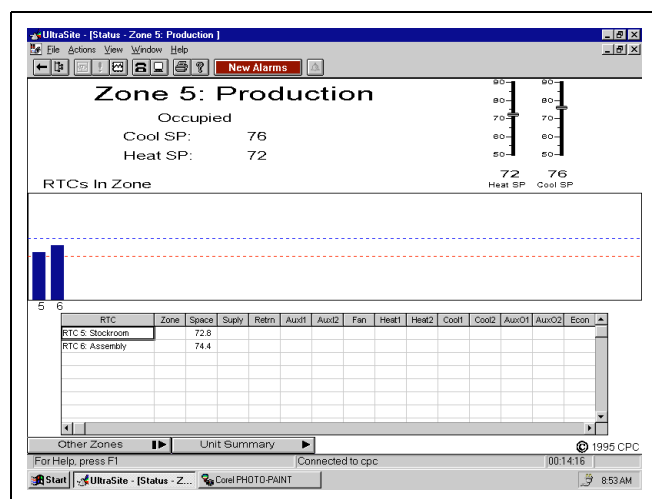 UltraSite - [Status - Zone 5: Production ]
File Actions View Window Help
New Alarms
Zone 5: Production
Occupied
Cool SP: 76
Heat SP: 72
90 90
80 80
70 70
60 60
50 50
72 76
Heat SP Cool SP
RTCs In Zone
5 6
RTC Zone Space Suply Retrn AuxI1 AuxI2 Fan Heat1 Heat2 Cool1 Cool2 AuxO1 AuxO2 Econ
RTC 5: Stockroom 72.8
RTC 6: Assembly 74.4
Other Zones Unit Summary © 1995 CPC
For Help, press F1 Connected to cpc 00:14:16
Start UltraSite - [Status - Z... Corel PHOTO-PAINT 8:53 AM